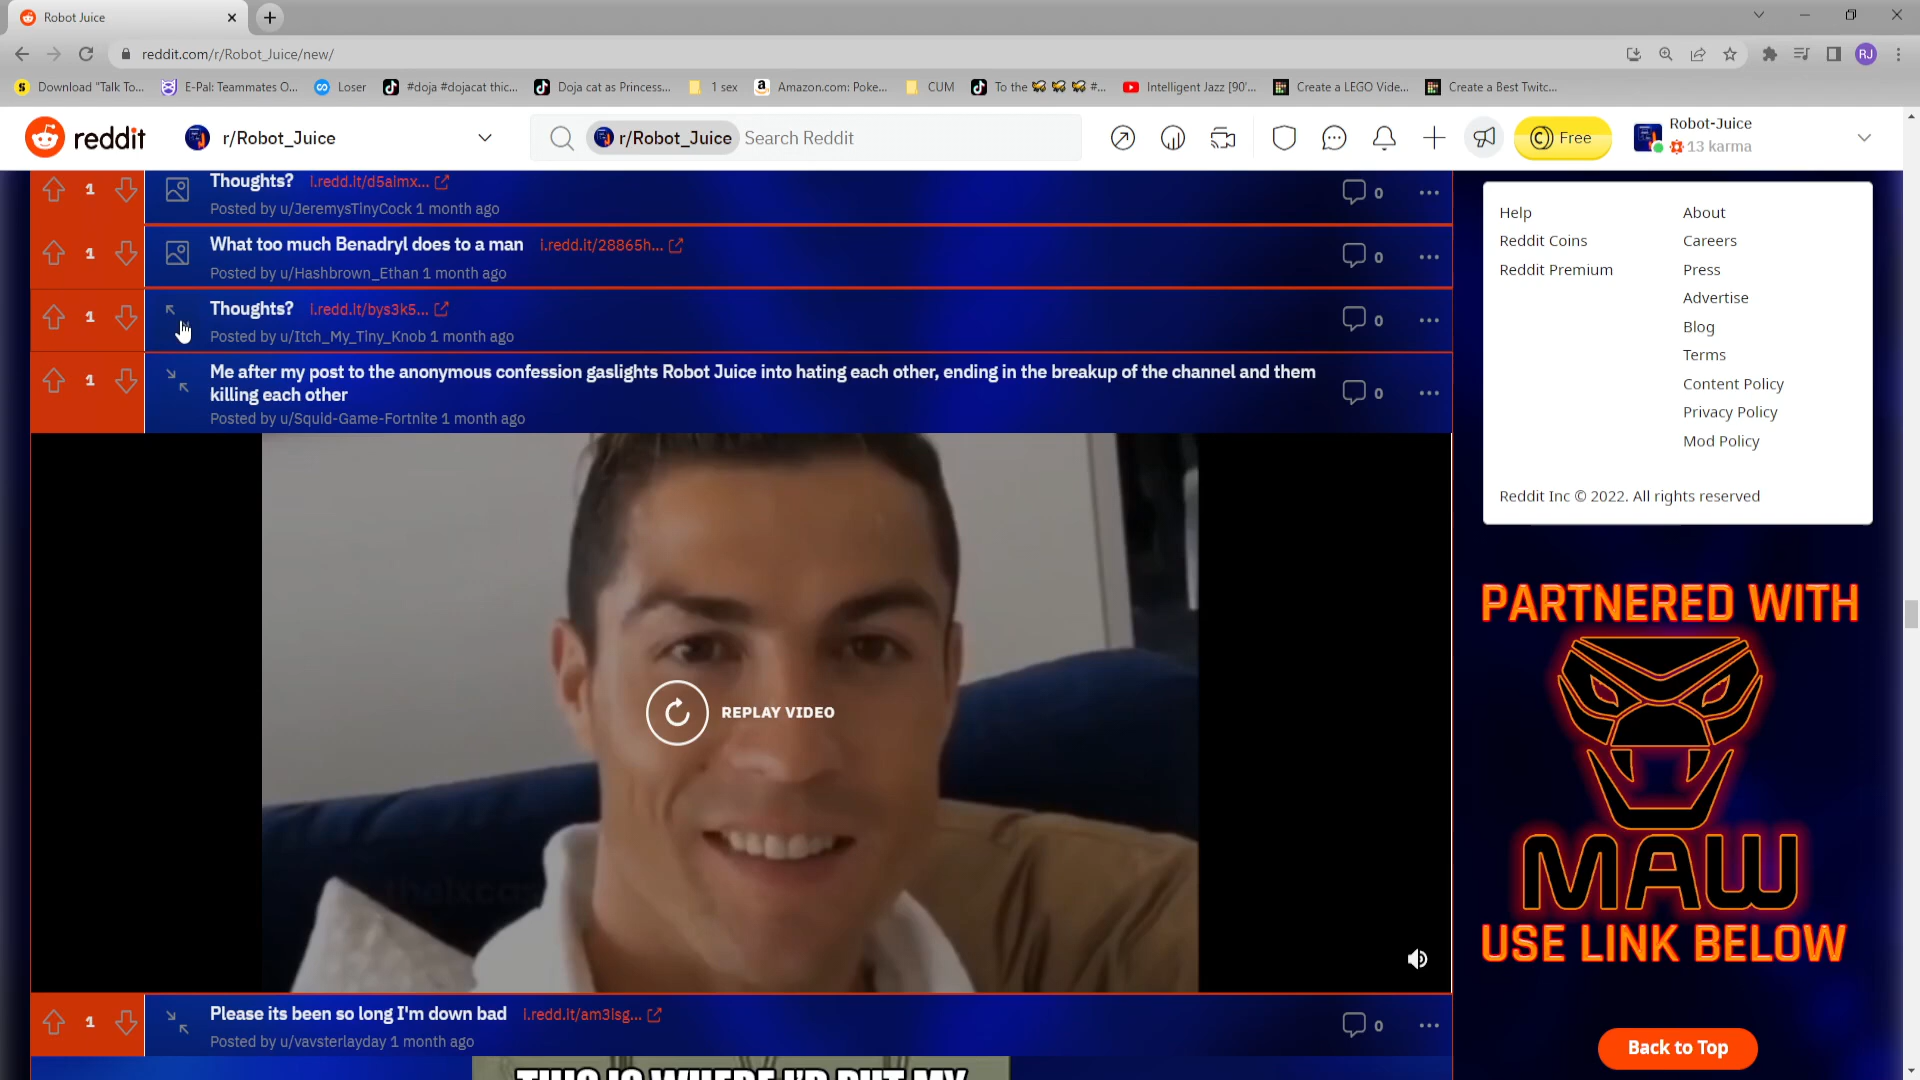 Robot Juice
reddit.com/r/Robot_Juice/new/
Download "Talk To... E-Pal: Teammates O... Loser #doja #dojacat thic... Doja cat as Princess... 1 sex Amazon.com: Poke... CUM To the 🐝 🐝 🐝 #... Intelligent Jazz [90'... Create a LEGO Vide... Create a Best Twitc...
reddit r/Robot_Juice r/Robot_Juice Search Reddit Free Robot-Juice RJ
13 karma
1 Thoughts? i.redd.it/d5almx... 0
Posted by u/JeremysTinyCock 1 month ago
1 What too much Benadryl does to a man i.redd.it/28865h... 0
Posted by u/Hashbrown_Ethan 1 month ago
1 Thoughts? i.redd.it/bys3k5... 0
Posted by u/Itch_My_Tiny_Knob 1 month ago
1 Me after my post to the anonymous confession gaslights Robot Juice into hating each other, ending in the breakup of the channel and them
killing each other 0
Posted by u/Squid-Game-Fortnite 1 month ago
REPLAY VIDEO
1 Please its been so long I'm down bad i.redd.it/am3lsg... 0
Posted by u/vavsterlayday 1 month ago
THIS IS WHERE I'D PUT MY
Help About
Reddit Coins Careers
Reddit Premium Press
Advertise
Blog
Terms
Content Policy
Privacy Policy
Mod Policy
Reddit Inc © 2022. All rights reserved
PARTNERED WITH
MAW
USE LINK BELOW
Back to Top